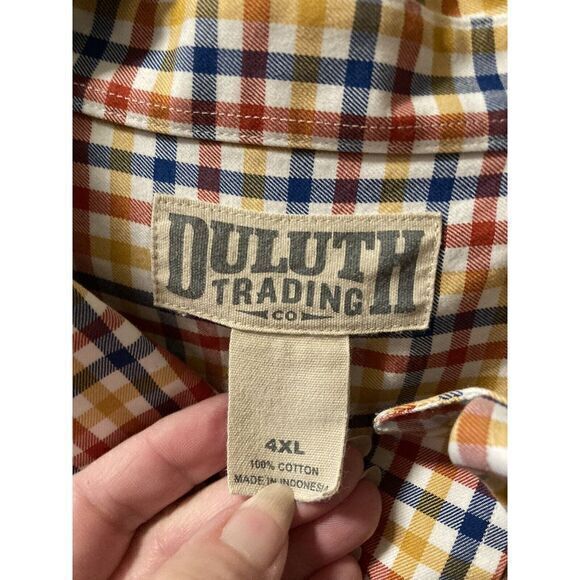 DULUTH
TRADING
CO
4XL
100% COTTON
MADE IN INDONESIA